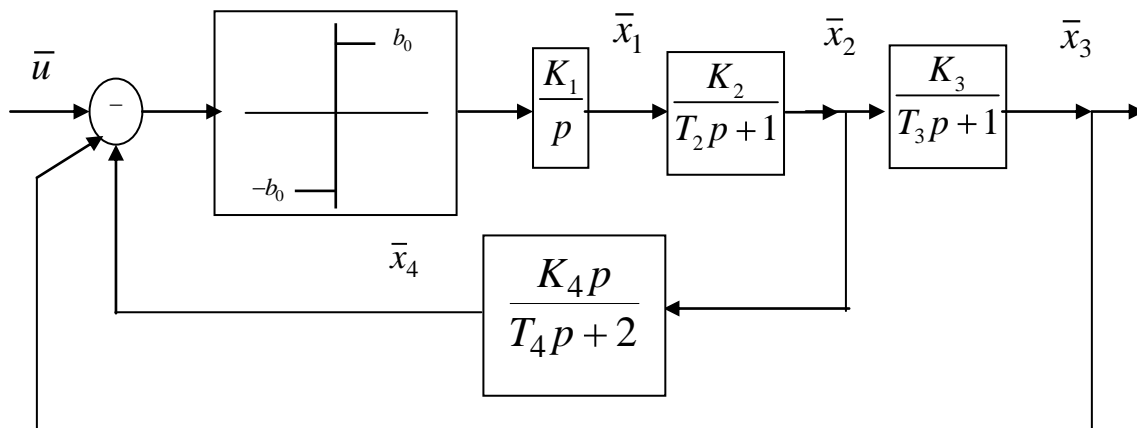 u̅
−
b₀
−b₀
K₁
p
x̅₁
K₂
T₂p + 1
x̅₂
K₃
T₃p + 1
x̅₃
x̅₄
K₄p
T₄p + 2